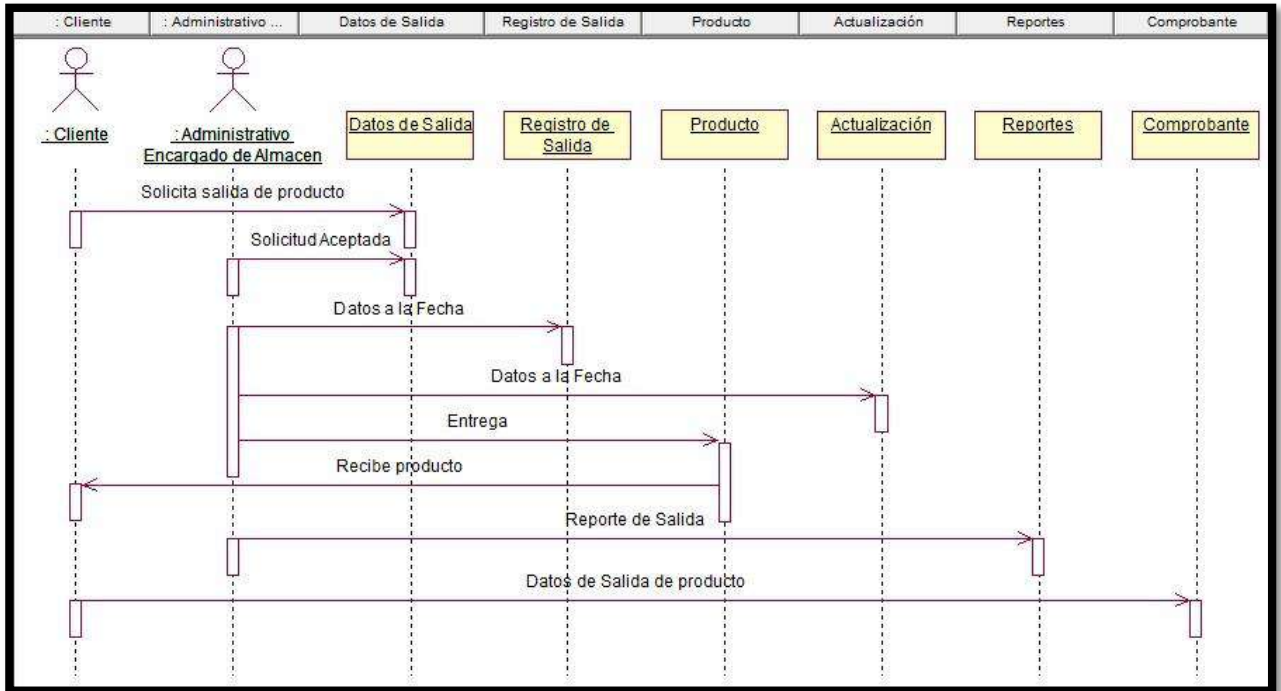 : Cliente
: Administrativo ...
Datos de Salida
Registro de Salida
Producto
Actualización
Reportes
Comprobante
: Cliente
: Administrativo
Encargado de Almacen
Datos de Salida
Registro de
Salida
Producto
Actualización
Reportes
Comprobante
Solicita salida de producto
Solicitud Aceptada
Datos a la Fecha
Datos a la Fecha
Entrega
Recibe producto
Reporte de Salida
Datos de Salida de producto